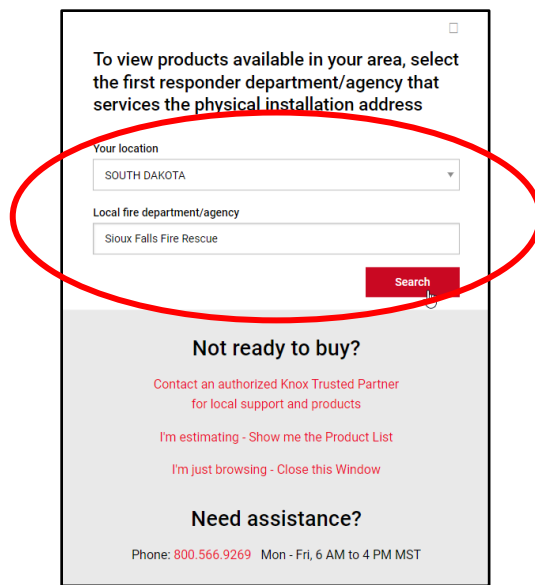 To view products available in your area, select
the first responder department/agency that
services the physical installation address
Your location
SOUTH DAKOTA
Local fire department/agency
Sioux Falls Fire Rescue
Search
Not ready to buy?
Contact an authorized Knox Trusted Partner
for local support and products
I'm estimating - Show me the Product List
I'm just browsing - Close this Window
Need assistance?
Phone: 800.566.9269 Mon - Fri, 6 AM to 4 PM MST